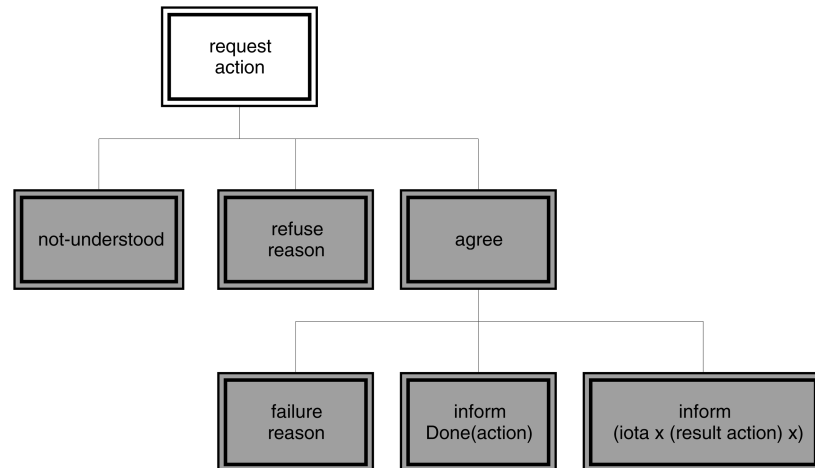 request
action
not-understood
refuse
reason
agree
failure
reason
inform
Done(action)
inform
(iota x (result action) x)